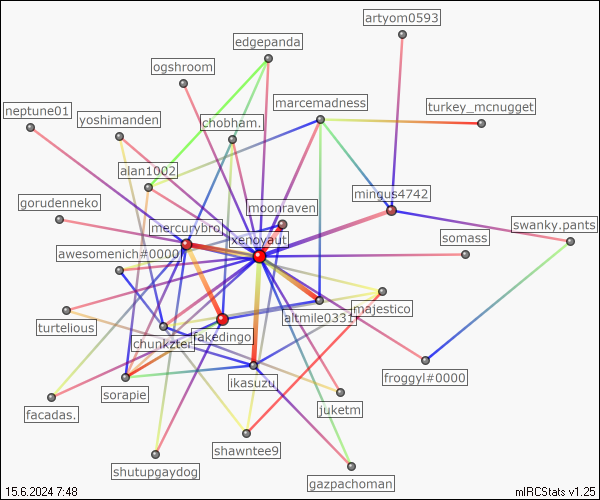 artyom0593
edgepanda
ogshroom
marcemadness
turkey_mcnugget
neptune01
yoshimanden
chobham.
alan1002
mingus4742
gorudenneko
moonraven
mercurybro.
swanky.pants
xenoyaut
somass
awesomenich#0000
majestico
altmile0331
turtelious
fakedingo
chunkzter
froggyl#0000
ikasuzu
sorapie
juketm
facadas.
shawntee9
shutupgaydog
gazpachoman
15.6.2024 7:48
mIRCStats v1.25